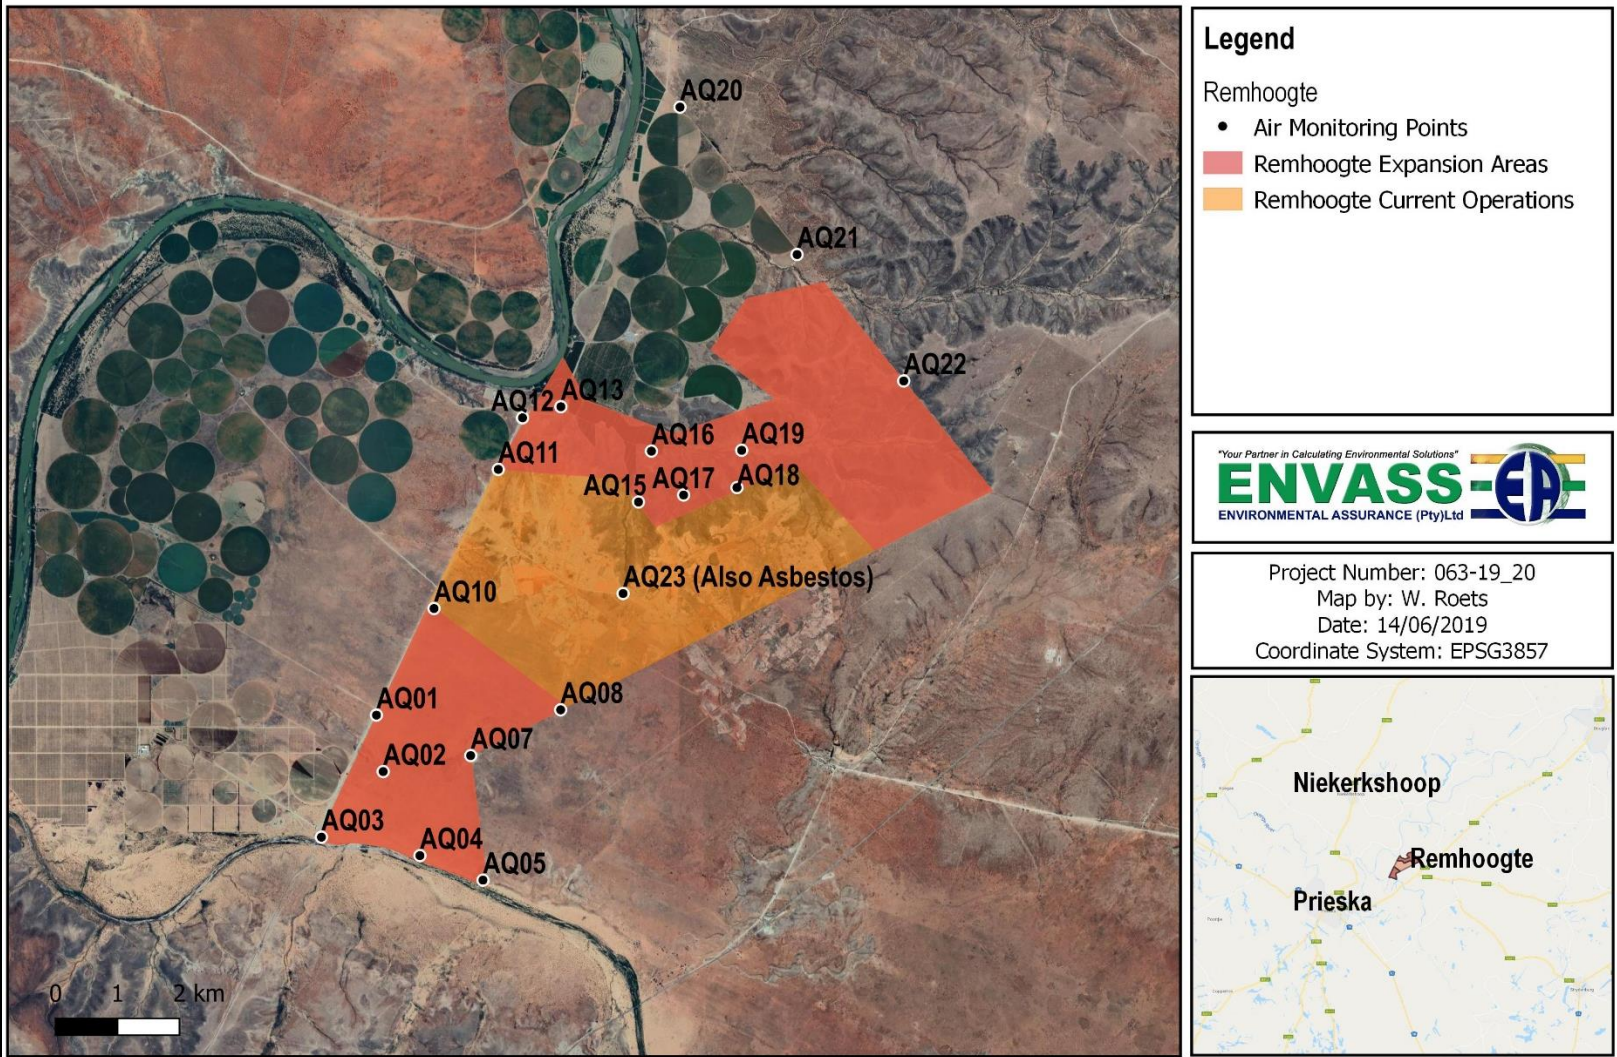 AQ20
AQ21
AQ22
AQ13
AQ12
AQ16
AQ19
AQ11
AQ15
AQ17
AQ18
AQ23 (Also Asbestos)
AQ10
AQ08
AQ01
AQ07
AQ02
AQ03
AQ04
AQ05
0 1 2 km
Legend
Remhoogte
Air Monitoring Points
Remhoogte Expansion Areas
Remhoogte Current Operations
"Your Partner in Calculating Environmental Solutions"
ENVASS
ENVIRONMENTAL ASSURANCE (Pty)Ltd
EA
Project Number: 063-19_20
Map by: W. Roets
Date: 14/06/2019
Coordinate System: EPSG3857
Niekerkshoop
Remhoogte
Prieska